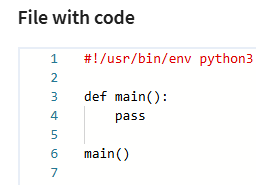 File with code
1 #!/usr/bin/env python3
2
3 def main():
4     pass
5
6 main()
7